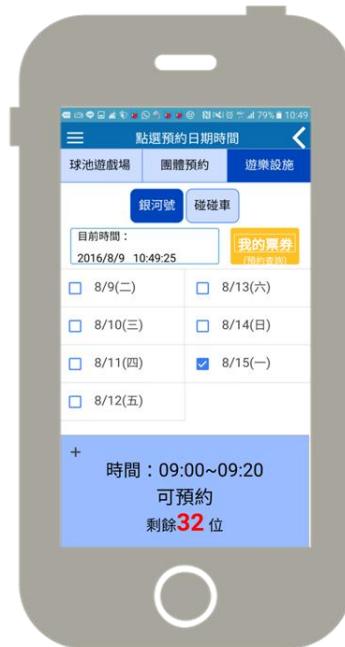 79% 10:49
點選預約日期時間
球池遊戲場 團體預約 遊樂設施
銀河號 碰碰車
目前時間：
2016/8/9 10:49:25
我的票券
(預約查詢)
8/9(二) 8/13(六)
8/10(三) 8/14(日)
8/11(四) 8/15(一)
8/12(五)
+
時間：09:00~09:20
可預約
剩餘32 位